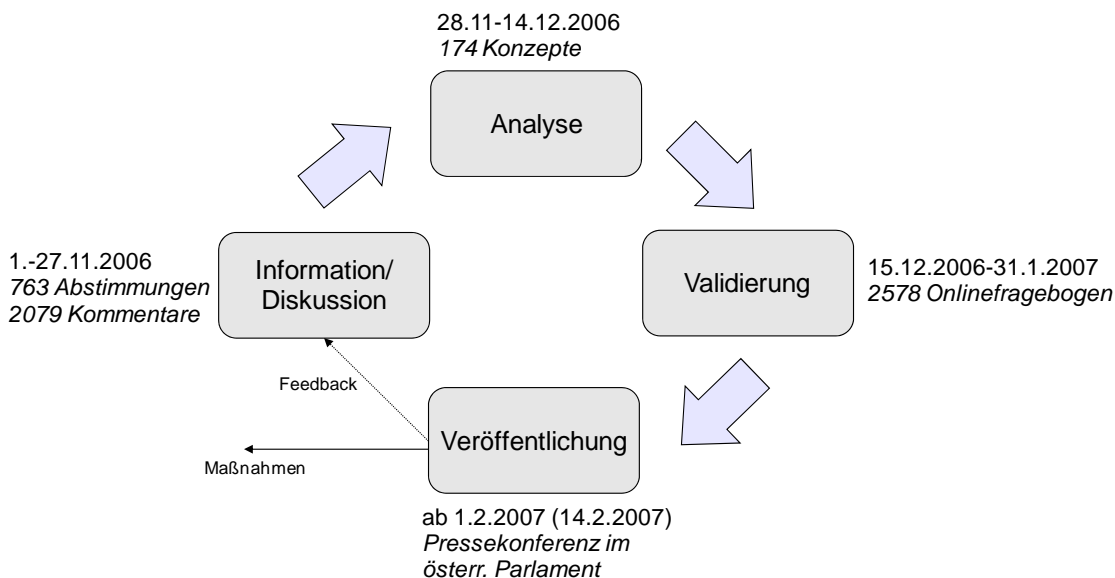 28.11-14.12.2006
174 Konzepte
Analyse
1.-27.11.2006
763 Abstimmungen
2079 Kommentare
Information/
Diskussion
Validierung
15.12.2006-31.1.2007
2578 Onlinefragebogen
Feedback
Maßnahmen
Veröffentlichung
ab 1.2.2007 (14.2.2007)
Pressekonferenz im
österr. Parlament